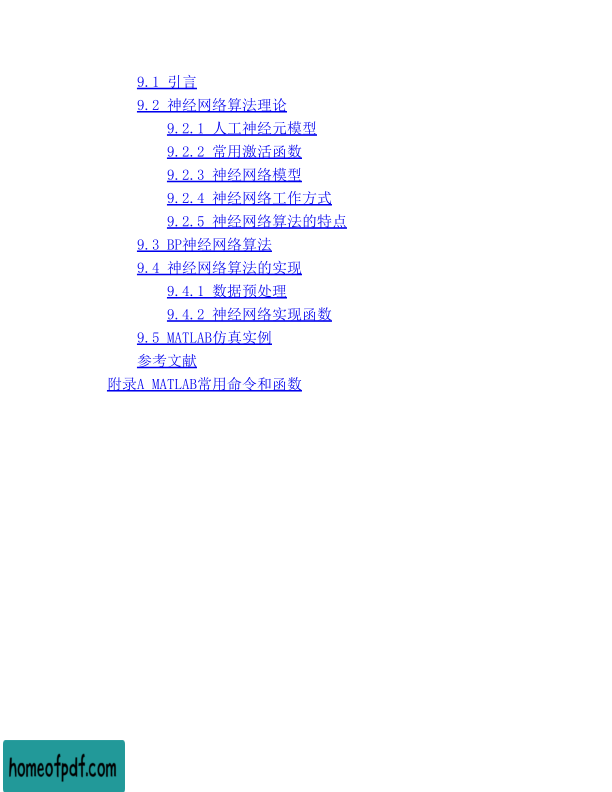 9.1 引言
9.2 神经网络算法理论
9.2.1 人工神经元模型
9.2.2 常用激活函数
9.2.3 神经网络模型
9.2.4 神经网络工作方式
9.2.5 神经网络算法的特点
9.3 BP神经网络算法
9.4 神经网络算法的实现
9.4.1 数据预处理
9.4.2 神经网络实现函数
9.5 MATLAB仿真实例
参考文献
附录A MATLAB常用命令和函数
homeofpdf.com